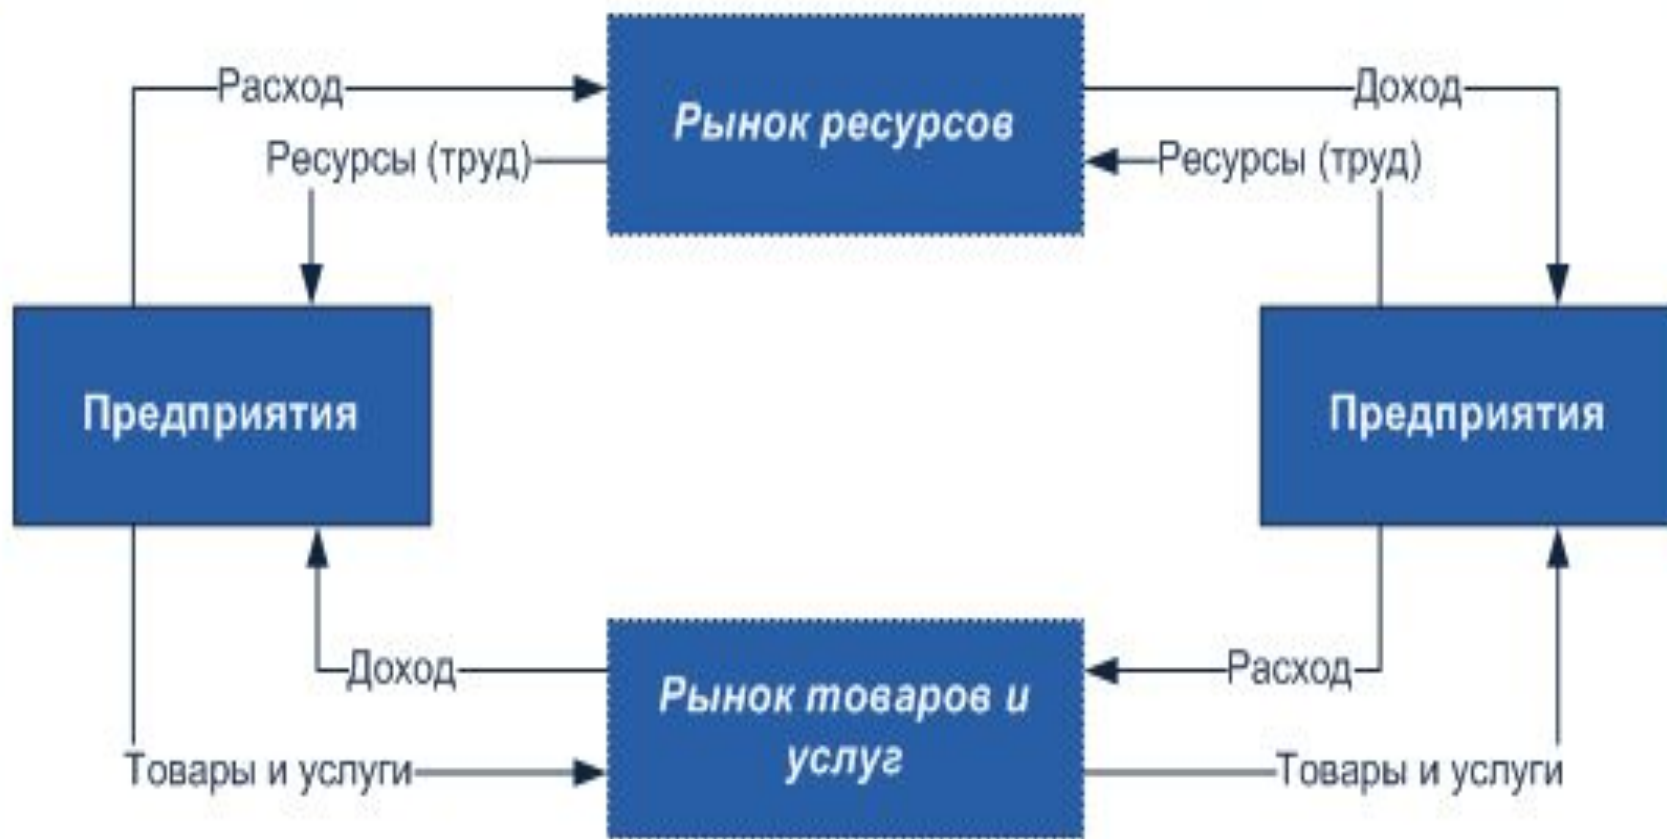 Расход
Рынок ресурсов
Доход
Ресурсы (труд)
Ресурсы (труд)
Предприятия
Предприятия
Доход
Рынок товаров и
услуг
Расход
Товары и услуги
Товары и услуги